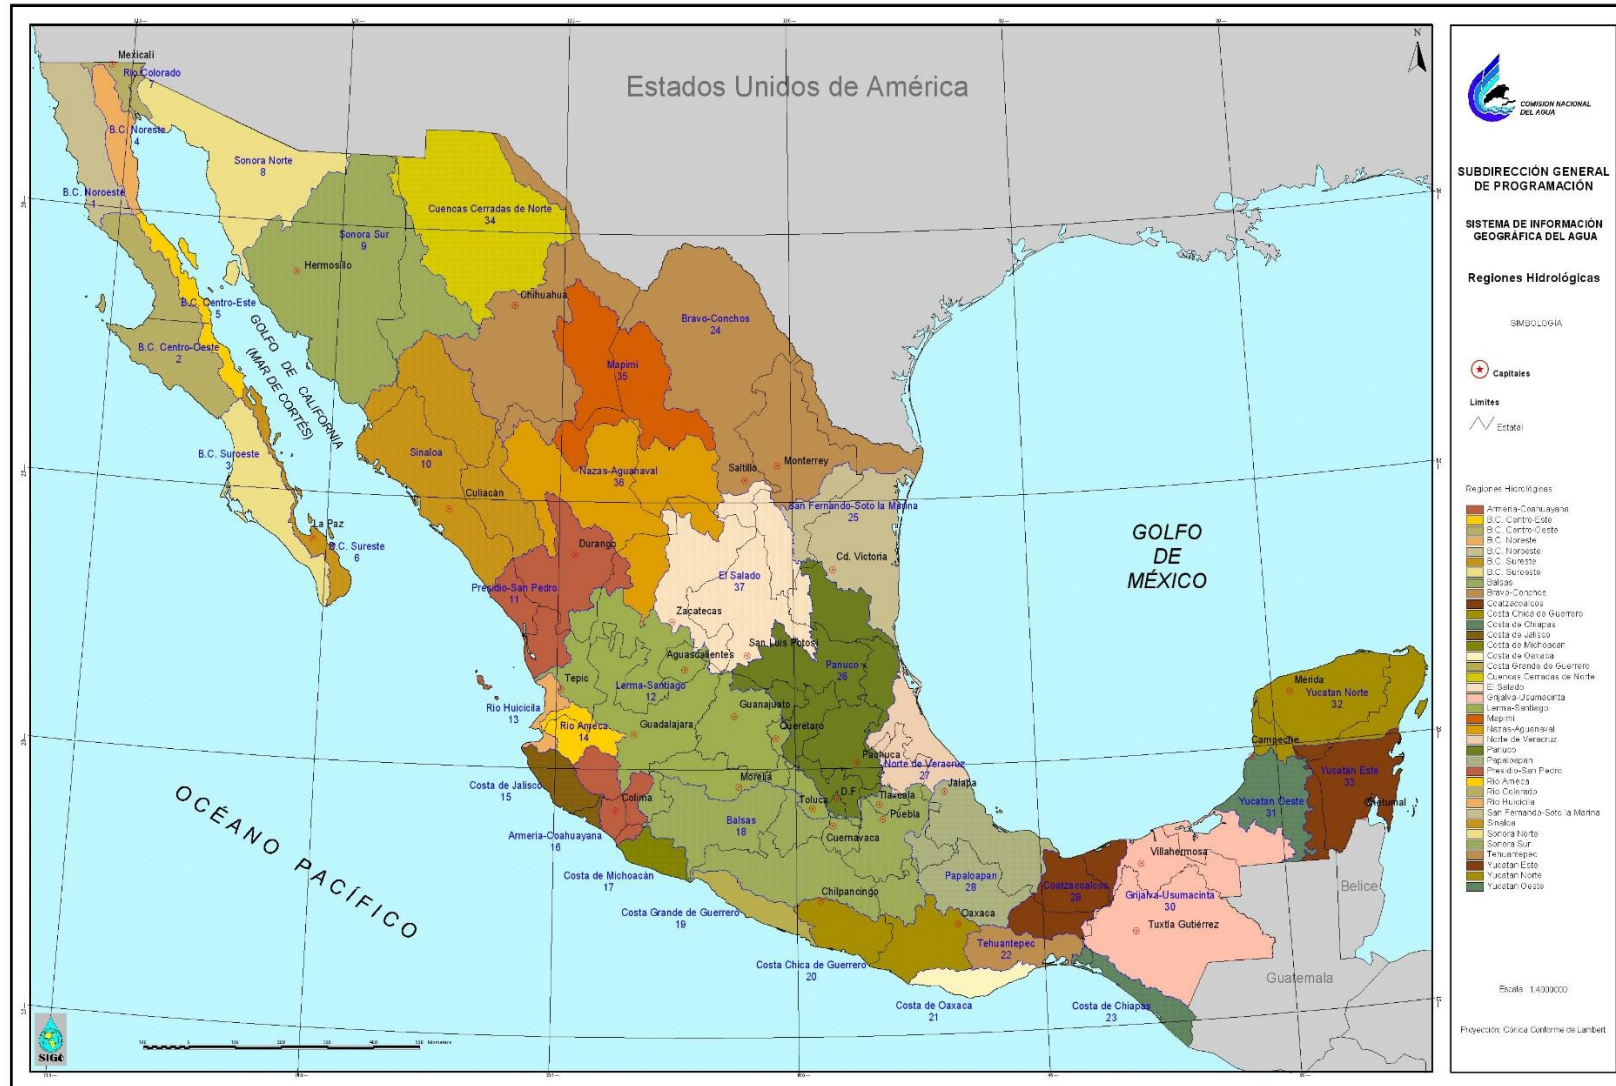 Estados Unidos de América
N
Mexicali
Río Colorado
7
B.C. Noreste
4
Sonora Norte
8
B.C. Noroeste
1
Cuencas Cerradas de Norte
34
Sonora Sur
9
Hermosillo
B.C. Centro-Este
5
Chihuahua
Bravo-Conchos
24
GOLFO DE CALIFORNIA
(MAR DE CORTÉS)
B.C. Centro-Oeste
2
Mapimi
35
B.C. Suroeste
3
Sinaloa
10
Nazas-Aguanaval
36
Saltillo
Monterrey
Culiacán
San Fernando-Soto la Marina
25
La Paz
B.C. Sureste
6
Durango
Cd. Victoria
GOLFO
DE
MÉXICO
El Salado
37
Presidio-San Pedro
11
Zacatecas
San Luis Potosí
Aguascalientes
Panuco
26
Tepic
Lerma-Santiago
12
Mérida
Yucatan Norte
32
Río Huicicila
13
Guanajuato
Río Ameca
14
Guadalajara
Querétaro
Campeche
Pachuca
Norte de Veracruz
27
Yucatán Este
33
Costa de Jalisco
15
Morelia
Jalapa
Colima
Toluca
D.F
Tlaxcala
Yucatan Oeste
31
Chetumal
OCÉANO PACÍFICO
Balsas
18
Puebla
Cuernavaca
Armería-Coahuayana
16
Villahermosa
Costa de Michoacán
17
Papaloapan
28
Coatzacoalcos
29
Belice
Chilpancingo
Grijalva-Usumacinta
30
Costa Grande de Guerrero
19
Oaxaca
Tuxtla Gutiérrez
Tehuantepec
22
Costa Chica de Guerrero
20
Guatemala
Costa de Oaxaca
21
Costa de Chiapas
23
SIGA
COMISION NACIONAL
DEL AGUA
SUBDIRECCIÓN GENERAL
DE PROGRAMACIÓN
SISTEMA DE INFORMACIÓN
GEOGRÁFICA DEL AGUA
Regiones Hidrológicas
SIMBOLOGÍA
Capitales
Limites
Estatal
Regiones Hidrológicas
Armería-Coahuayana
B.C. Centro-Este
B.C. Centro-Oeste
B.C. Noreste
B.C. Noroeste
B.C. Sureste
B.C. Suroeste
Balsas
Bravo-Conchos
Coatzacoalcos
Costa Chica de Guerrero
Costa de Chiapas
Costa de Jalisco
Costa de Michoacan
Costa de Oaxaca
Costa Grande de Guerrero
Cuencas Cerradas de Norte
El Salado
Grijalva-Usumacinta
Lerma-Santiago
Mapimi
Nazas-Aguanaval
Norte de Veracruz
Panuco
Papaloapan
Presidio-San Pedro
Río Ameca
Río Colorado
Río Huicicila
San Fernando-Soto la Marina
Sinaloa
Sonora Norte
Sonora Sur
Tehuantepec
Yucatan Este
Yucatan Norte
Yucatan Oeste
Escala 1:4000000
Proyección: Cónica Conforme de Lambert